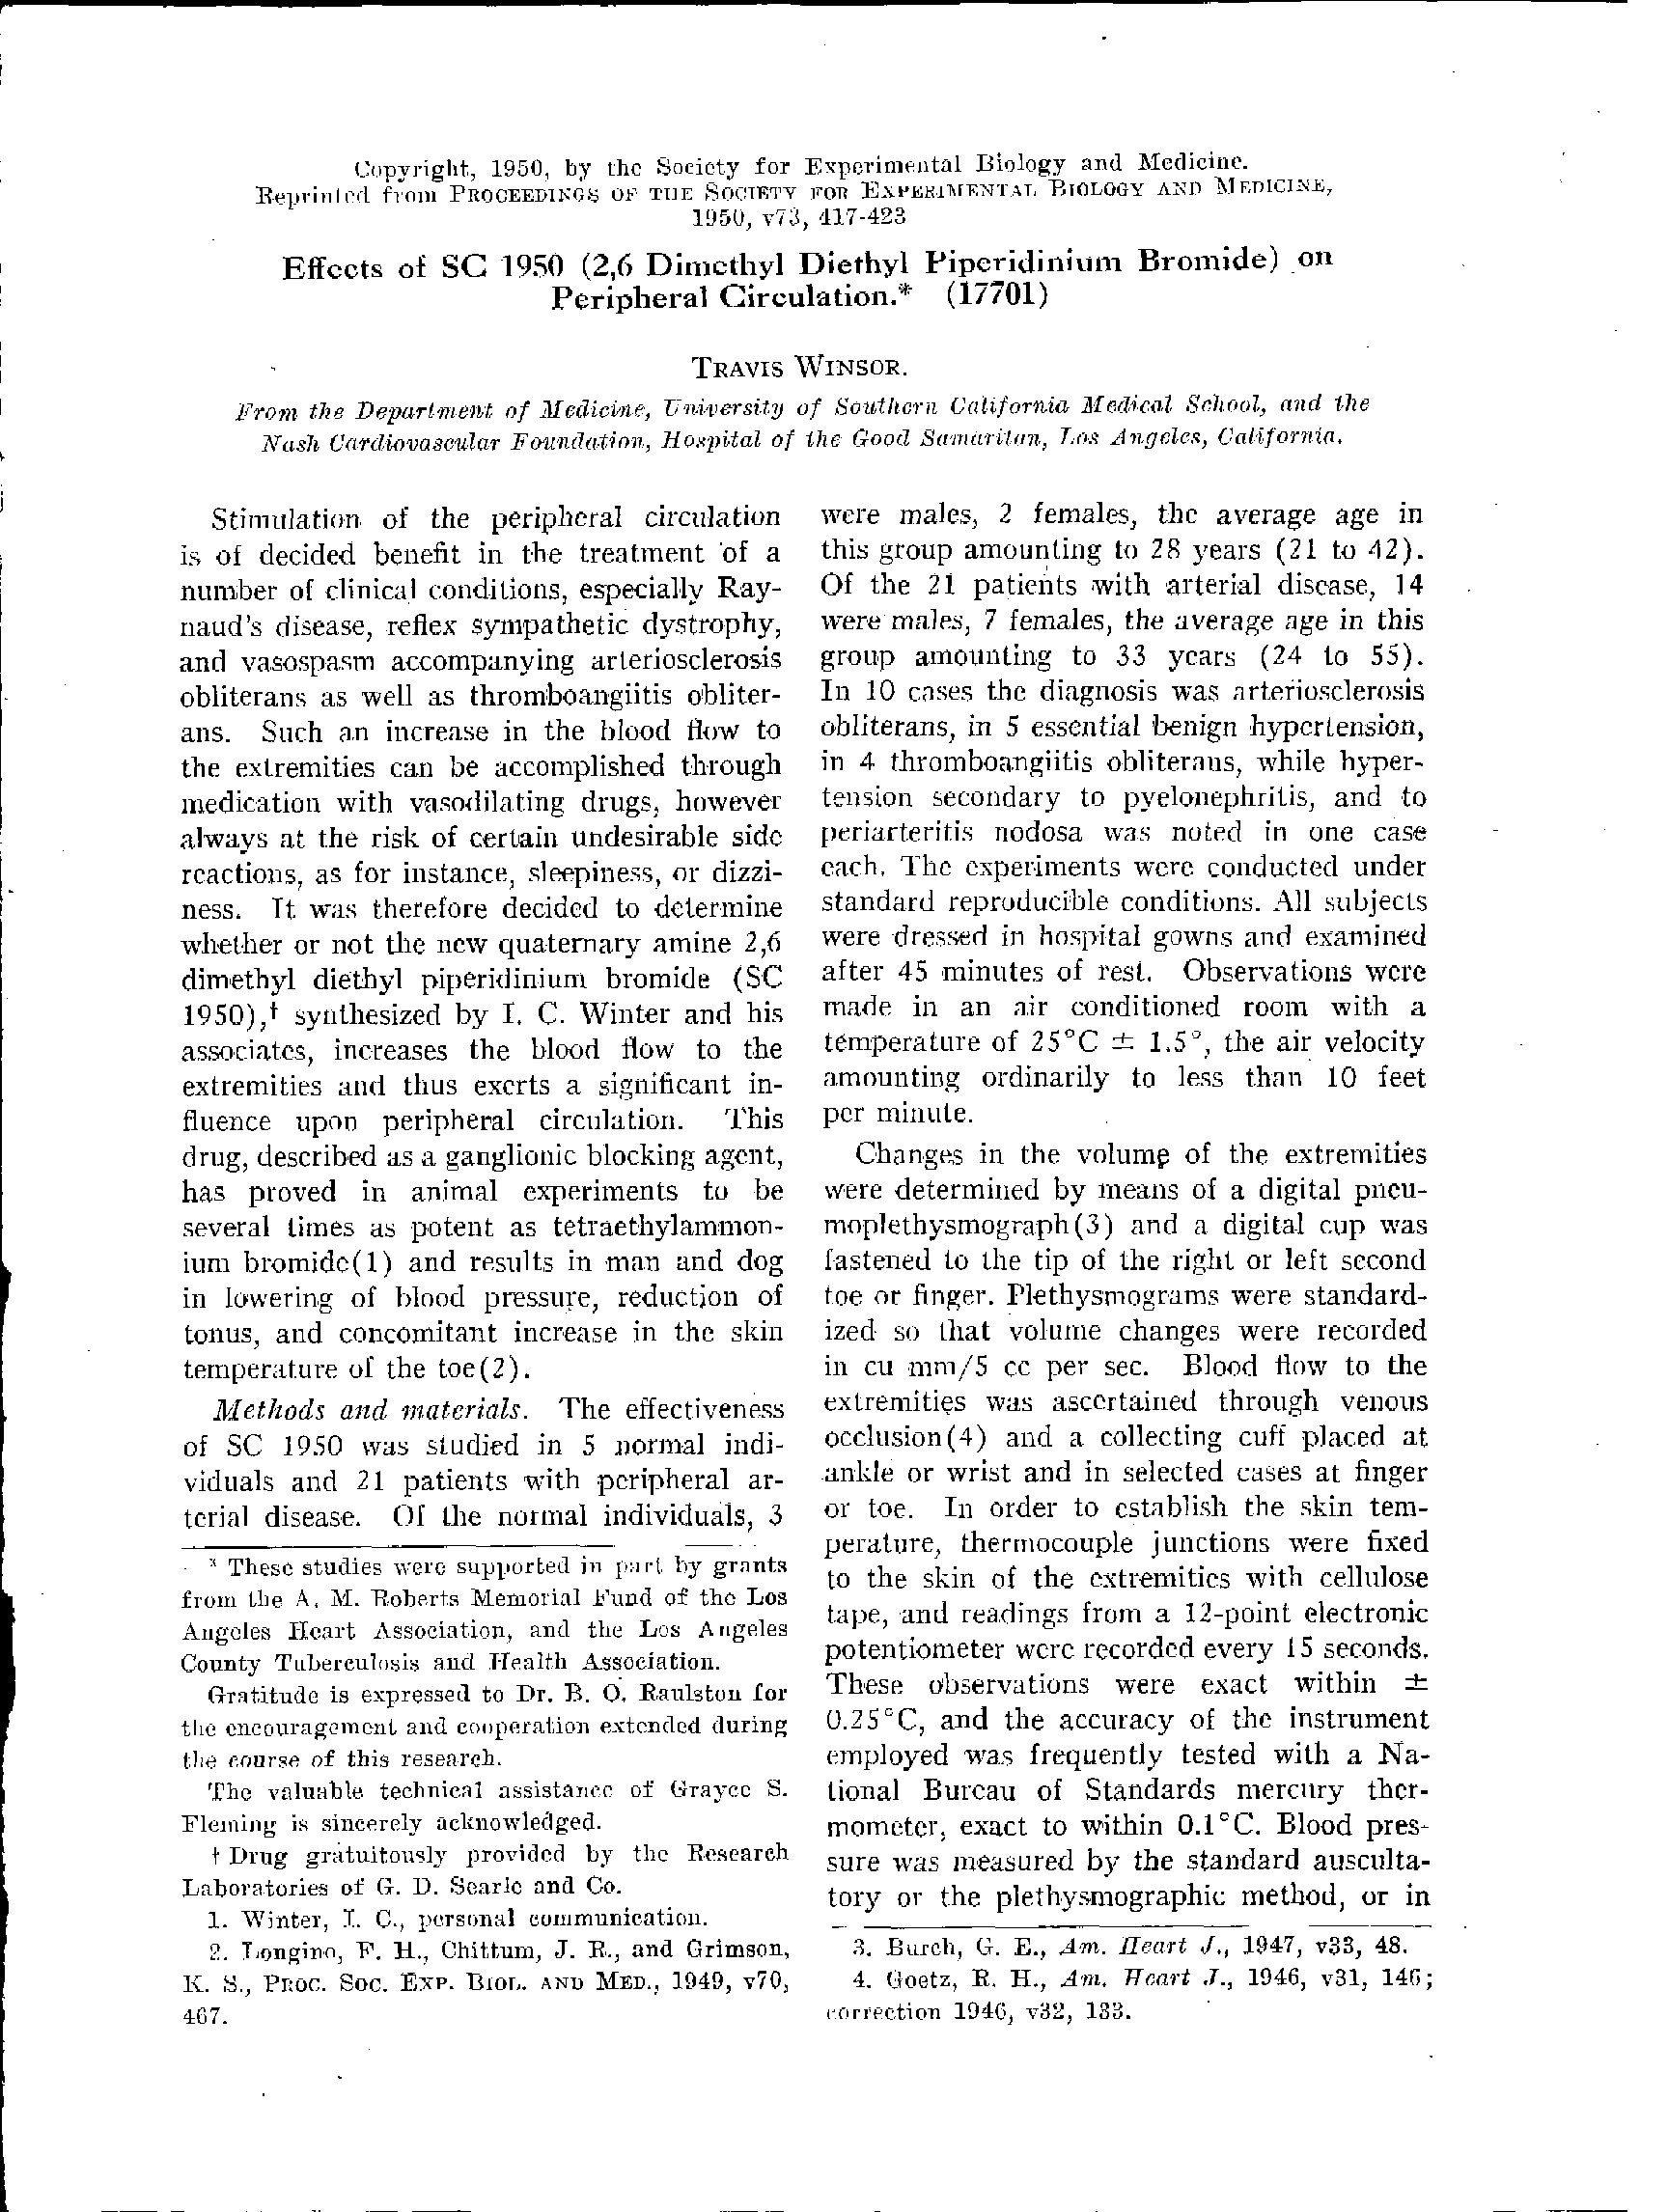 Copyright, 1950, by the Society for Experimental Biology and Medicine.
Reprinted from PROCEEDINGS OF THE SOCIETY FOR EXPERIMENTAL BIOLOGY AND MEDICINE,
1950, v73, 417-423
Effects of SC 1950 (2,6 Dimethyl Diethyl Piperidinium Bromide) on
Peripheral Circulation.* (17701)
TRAVIS WINSOR.
From the Department of Medicine, University of Southern California Medical School, and the
Nash Cardiovascular Foundation, Hospital of the Good Samaritan, Los Angeles, California.
Stimulation of the peripheral circulation
is of decided benefit in the treatment of a
number of clinical conditions, especially Ray-
naud's disease, reflex sympathetic dystrophy,
and vasospasm accompanying arteriosclerosis
obliterans as well as thromboangiitis obliter-
ans. Such an increase in the blood flow to
the extremities can be accomplished through
medication with vasodilating drugs, however
always at the risk of certain undesirable side
reactions, as for instance, sleepiness, or dizzi-
ness. It was therefore decided to determine
whether or not the new quaternary amine 2,6
dimethyl diethyl piperidinium bromide (SC
1950),† synthesized by I. C. Winter and his
associates, increases the blood flow to the
extremities and thus exerts a significant in-
fluence upon peripheral circulation. This
drug, described as a ganglionic blocking agent,
has proved in animal experiments to be
several times as potent as tetraethylammon-
ium bromide(1) and results in man and dog
in lowering of blood pressure, reduction of
tonus, and concomitant increase in the skin
temperature of the toe(2).
Methods and materials. The effectiveness
of SC 1950 was studied in 5 normal indi-
viduals and 21 patients with peripheral ar-
terial disease. Of the normal individuals, 3
* These studies were supported in part by grants
from the A. M. Roberts Memorial Fund of the Los
Angeles Heart Association, and the Los Angeles
County Tuberculosis and Health Association.
Gratitude is expressed to Dr. B. O. Raulston for
the encouragement and cooperation extended during
the course of this research.
The valuable technical assistance of Grayce S.
Fleming is sincerely acknowledged.
† Drug gratuitously provided by the Research
Laboratories of G. D. Searle and Co.
1. Winter, I. C., personal communication.
2. Longino, F. H., Chittum, J. R., and Grimson,
K. S., PROC. SOC. EXP. BIOL. AND MED., 1949, v70,
467.
were males, 2 females, the average age in
this group amounting to 28 years (21 to 42).
Of the 21 patients with arterial disease, 14
were males, 7 females, the average age in this
group amounting to 33 years (24 to 55).
In 10 cases the diagnosis was arteriosclerosis
obliterans, in 5 essential benign hypertension,
in 4 thromboangiitis obliterans, while hyper-
tension secondary to pyelonephritis, and to
periarteritis nodosa was noted in one case
each. The experiments were conducted under
standard reproducible conditions. All subjects
were dressed in hospital gowns and examined
after 45 minutes of rest. Observations were
made in an air conditioned room with a
temperature of 25°C ± 1.5°, the air velocity
amounting ordinarily to less than 10 feet
per minute.
Changes in the volume of the extremities
were determined by means of a digital pneu-
moplethysmograph(3) and a digital cup was
fastened to the tip of the right or left second
toe or finger. Plethysmograms were standard-
ized so that volume changes were recorded
in cu mm/5 cc per sec. Blood flow to the
extremities was ascertained through venous
occlusion(4) and a collecting cuff placed at
ankle or wrist and in selected cases at finger
or toe. In order to establish the skin tem-
perature, thermocouple junctions were fixed
to the skin of the extremities with cellulose
tape, and readings from a 12-point electronic
potentiometer were recorded every 15 seconds.
These observations were exact within ±
0.25°C, and the accuracy of the instrument
employed was frequently tested with a Na-
tional Bureau of Standards mercury ther-
mometer, exact to within 0.1°C. Blood pres-
sure was measured by the standard ausculta-
tory or the plethysmographic method, or in
3. Burch, G. E., Am. Heart J., 1947, v33, 48.
4. Goetz, R. H., Am. Heart J., 1946, v31, 146;
correction 1946, v32, 133.